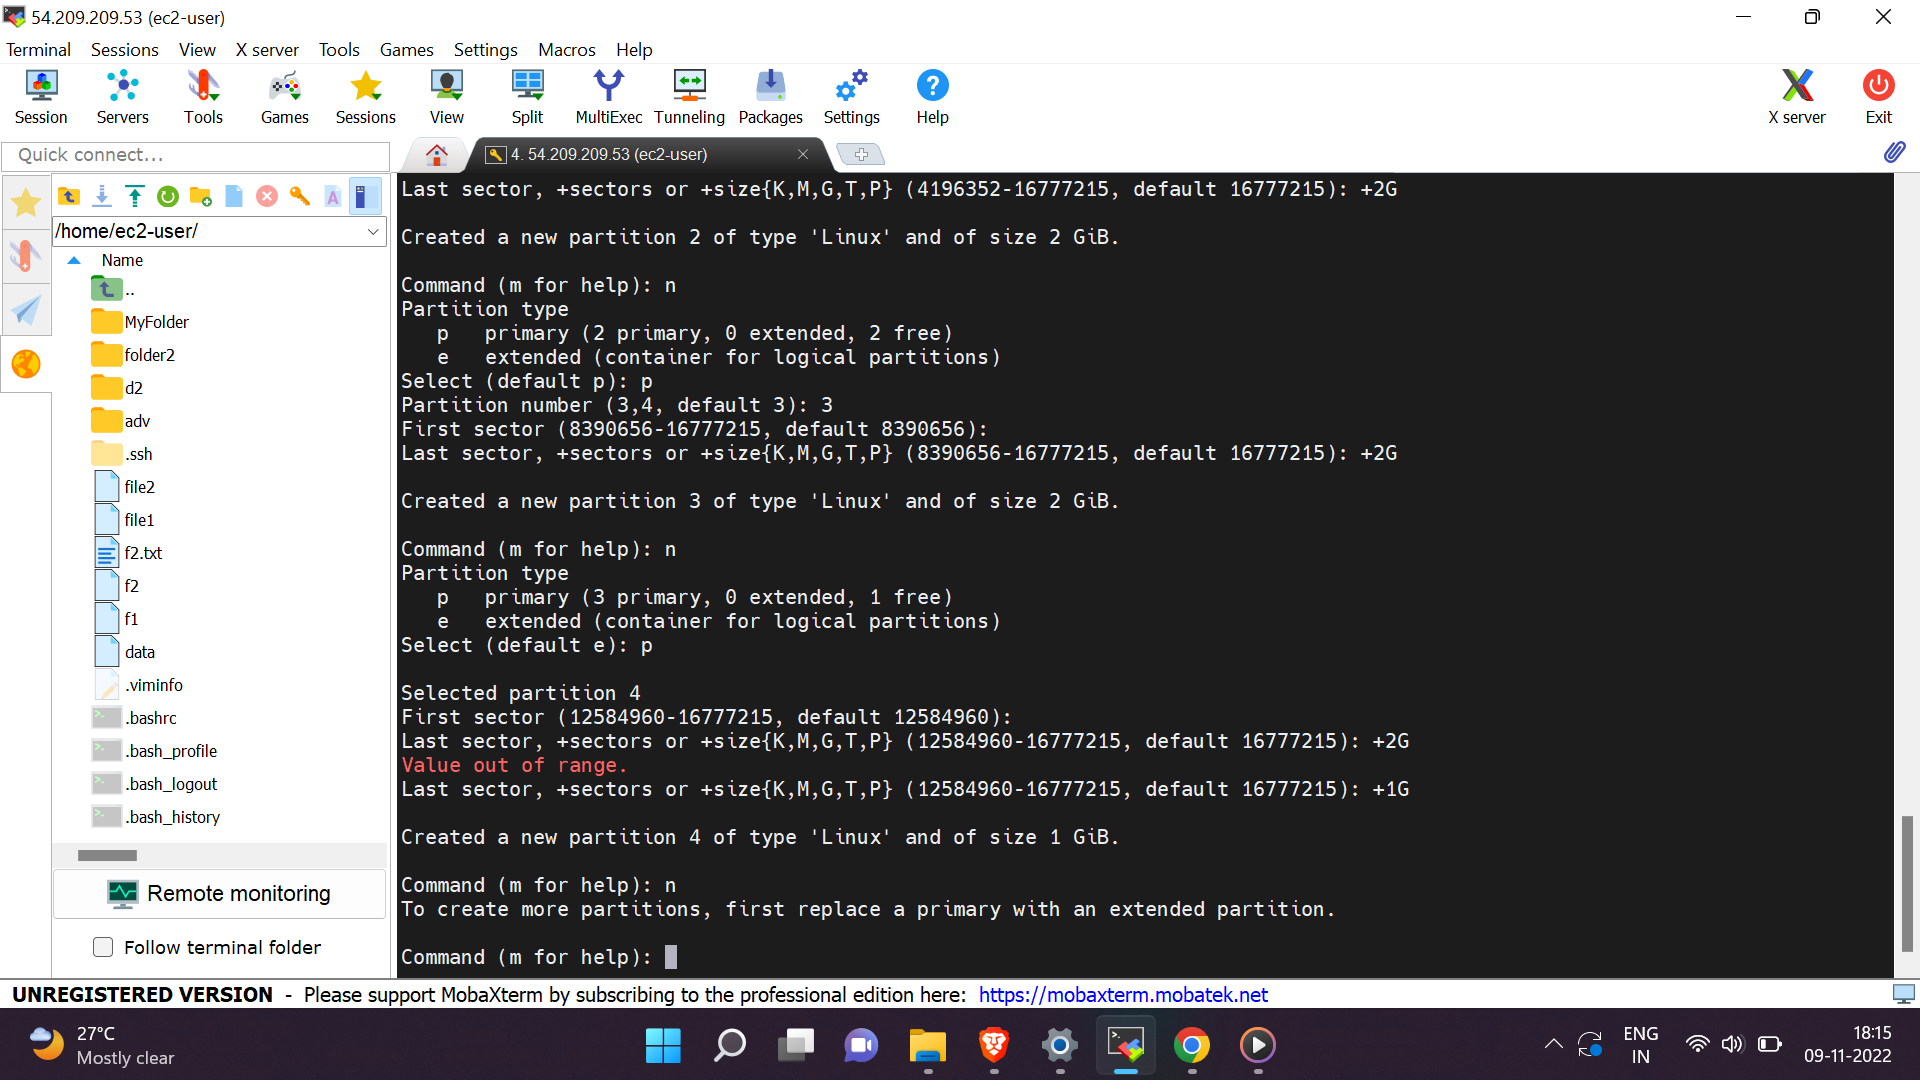 54.209.209.53 (ec2-user)
Terminal Sessions View X server Tools Games Settings Macros Help
Session Servers Tools Games Sessions View Split MultiExec Tunneling Packages Settings Help X server Exit
Quick connect...
4. 54.209.209.53 (ec2-user)
/home/ec2-user/
Name
..
MyFolder
folder2
d2
adv
.ssh
file2
file1
f2.txt
f2
f1
data
.viminfo
.bashrc
.bash_profile
.bash_logout
.bash_history
Remote monitoring
Follow terminal folder
Last sector, +sectors or +size{K,M,G,T,P} (4196352-16777215, default 16777215): +2G
Created a new partition 2 of type 'Linux' and of size 2 GiB.
Command (m for help): n
Partition type
p primary (2 primary, 0 extended, 2 free)
e extended (container for logical partitions)
Select (default p): p
Partition number (3,4, default 3): 3
First sector (8390656-16777215, default 8390656):
Last sector, +sectors or +size{K,M,G,T,P} (8390656-16777215, default 16777215): +2G
Created a new partition 3 of type 'Linux' and of size 2 GiB.
Command (m for help): n
Partition type
p primary (3 primary, 0 extended, 1 free)
e extended (container for logical partitions)
Select (default e): p
Selected partition 4
First sector (12584960-16777215, default 12584960):
Last sector, +sectors or +size{K,M,G,T,P} (12584960-16777215, default 16777215): +2G
Value out of range.
Last sector, +sectors or +size{K,M,G,T,P} (12584960-16777215, default 16777215): +1G
Created a new partition 4 of type 'Linux' and of size 1 GiB.
Command (m for help): n
To create more partitions, first replace a primary with an extended partition.
Command (m for help):
UNREGISTERED VERSION - Please support MobaXterm by subscribing to the professional edition here: https://mobaxterm.mobatek.net
27°C
Mostly clear
ENG
IN
18:15
09-11-2022